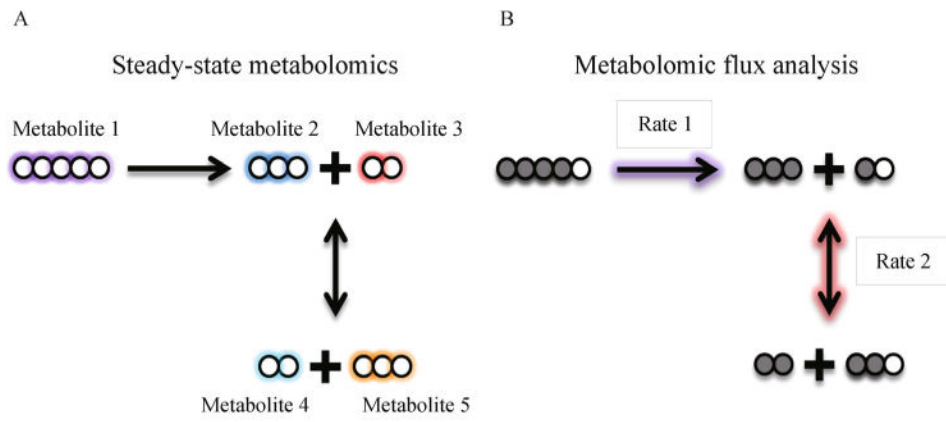 A
Steady-state metabolomics
Metabolite 1
Metabolite 2
Metabolite 3
Metabolite 4
Metabolite 5
B
Metabolomic flux analysis
Rate 1
Rate 2